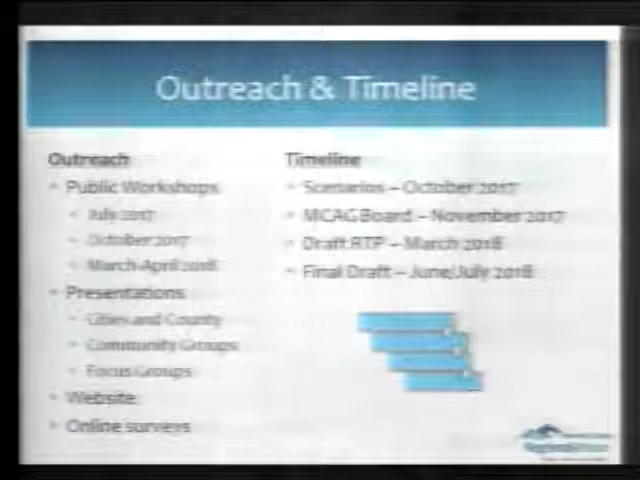 Outreach & Timeline
Outreach
• Public Workshops
• July 2017
• October 2017
• March-April 2018
• Presentations
• Cities and County
• Community Groups
• Focus Groups
• Website
• Online surveys
Timeline
• Scenarios – October 2017
• MCAG Board – November 2017
• Draft RTP – March 2018
• Final Draft – June/July 2018